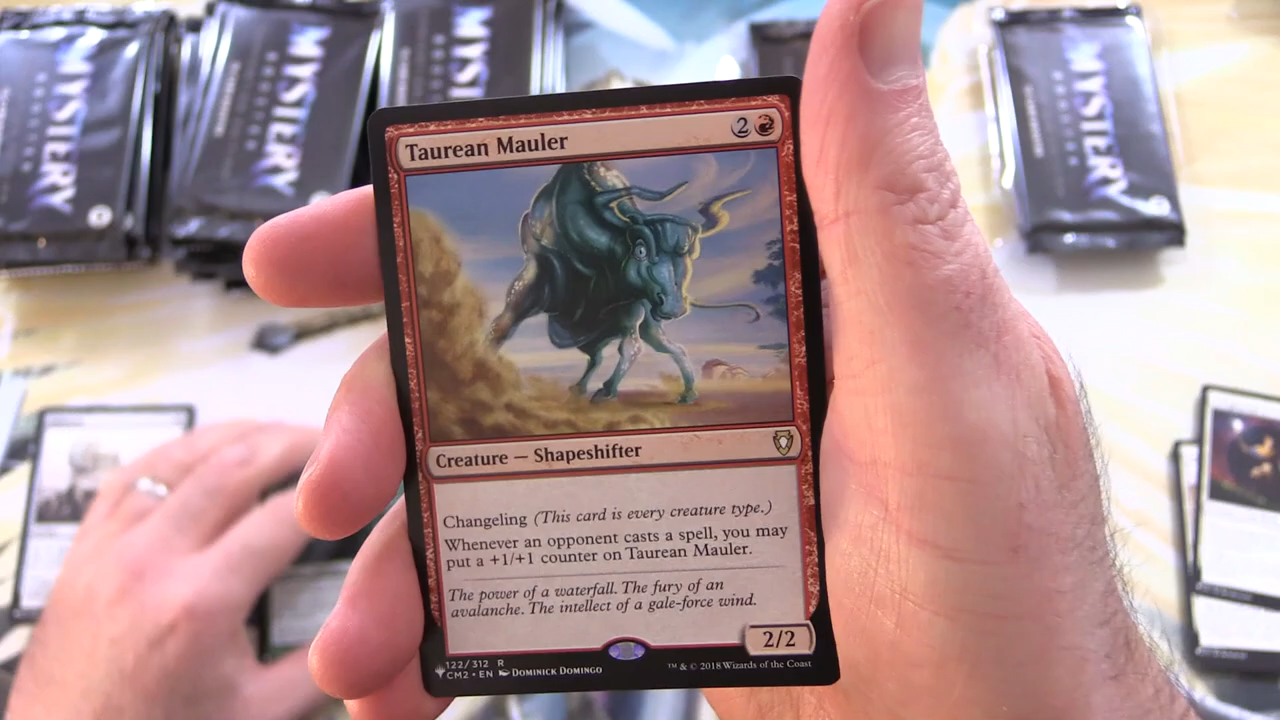 MYSTERY
MYSTERY
MYSTERY
MYSTERY
Taurean Mauler
2
Creature — Shapeshifter
Changeling (This card is every creature type.)
Whenever an opponent casts a spell, you may
put a +1/+1 counter on Taurean Mauler.
The power of a waterfall. The fury of an
avalanche. The intellect of a gale-force wind.
2/2
122/312 R
CM2 • EN DOMINICK DOMINGO
™ & © 2018 Wizards of the Coast